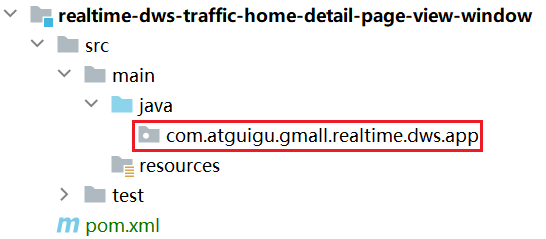 realtime-dws-traffic-home-detail-page-view-window
src
main
java
com.atguigu.gmall.realtime.dws.app
resources
test
pom.xml